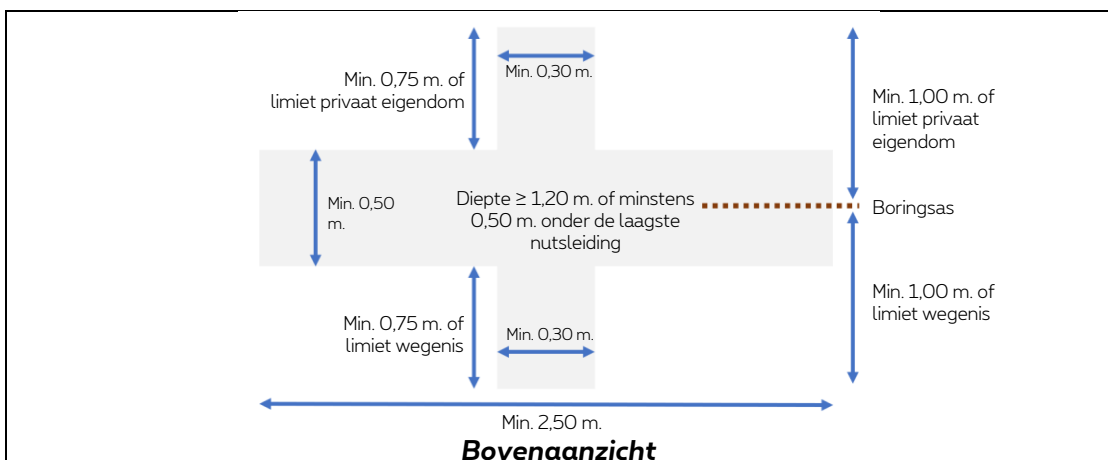 Min. 0,75 m. of
limiet privaat eigendom
Min. 0,30 m.
Min. 1,00 m. of
limiet privaat
eigendom
Min. 0,50
m.
Diepte ≥ 1,20 m. of minstens
0,50 m. onder de laagste
nutsleiding
Boringsas
Min. 0,75 m. of
limiet wegenis
Min. 0,30 m.
Min. 1,00 m. of
limiet wegenis
Min. 2,50 m.
Bovenaanzicht